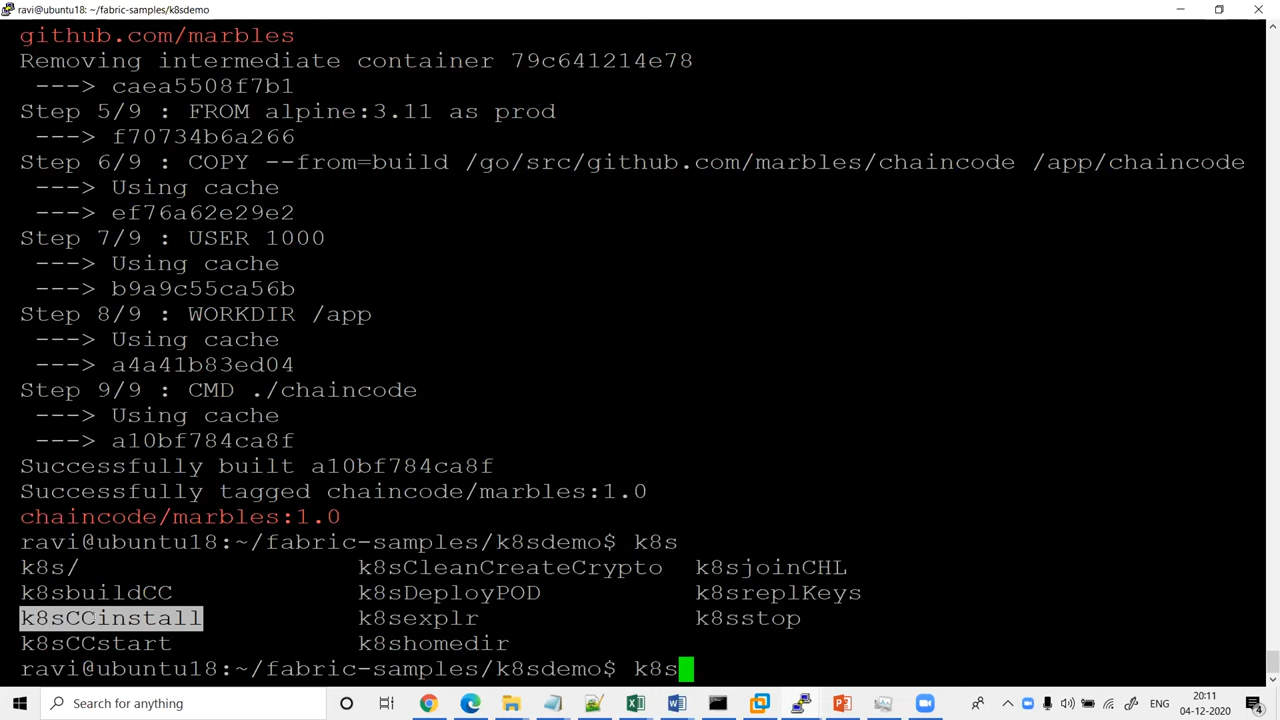 ravi@ubuntu18: ~/fabric-samples/k8sdemo
github.com/marbles
Removing intermediate container 79c641214e78
---> caea5508f7b1
Step 5/9 : FROM alpine:3.11 as prod
---> f70734b6a266
Step 6/9 : COPY --from=build /go/src/github.com/marbles/chaincode /app/chaincode
---> Using cache
---> ef76a62e29e2
Step 7/9 : USER 1000
---> Using cache
---> b9a9c55ca56b
Step 8/9 : WORKDIR /app
---> Using cache
---> a4a41b83ed04
Step 9/9 : CMD ./chaincode
---> Using cache
---> a10bf784ca8f
Successfully built a10bf784ca8f
Successfully tagged chaincode/marbles:1.0
chaincode/marbles:1.0
ravi@ubuntu18:~/fabric-samples/k8sdemo$ k8s
k8s/ k8sCleanCreateCrypto k8sjoinCHL
k8sbuildCC k8sDeployPOD k8sreplKeys
k8sCCinstall k8sexplr k8sstop
k8sCCstart k8shomedir
ravi@ubuntu18:~/fabric-samples/k8sdemo$ k8s
Search for anything
ENG
20:11
04-12-2020
4